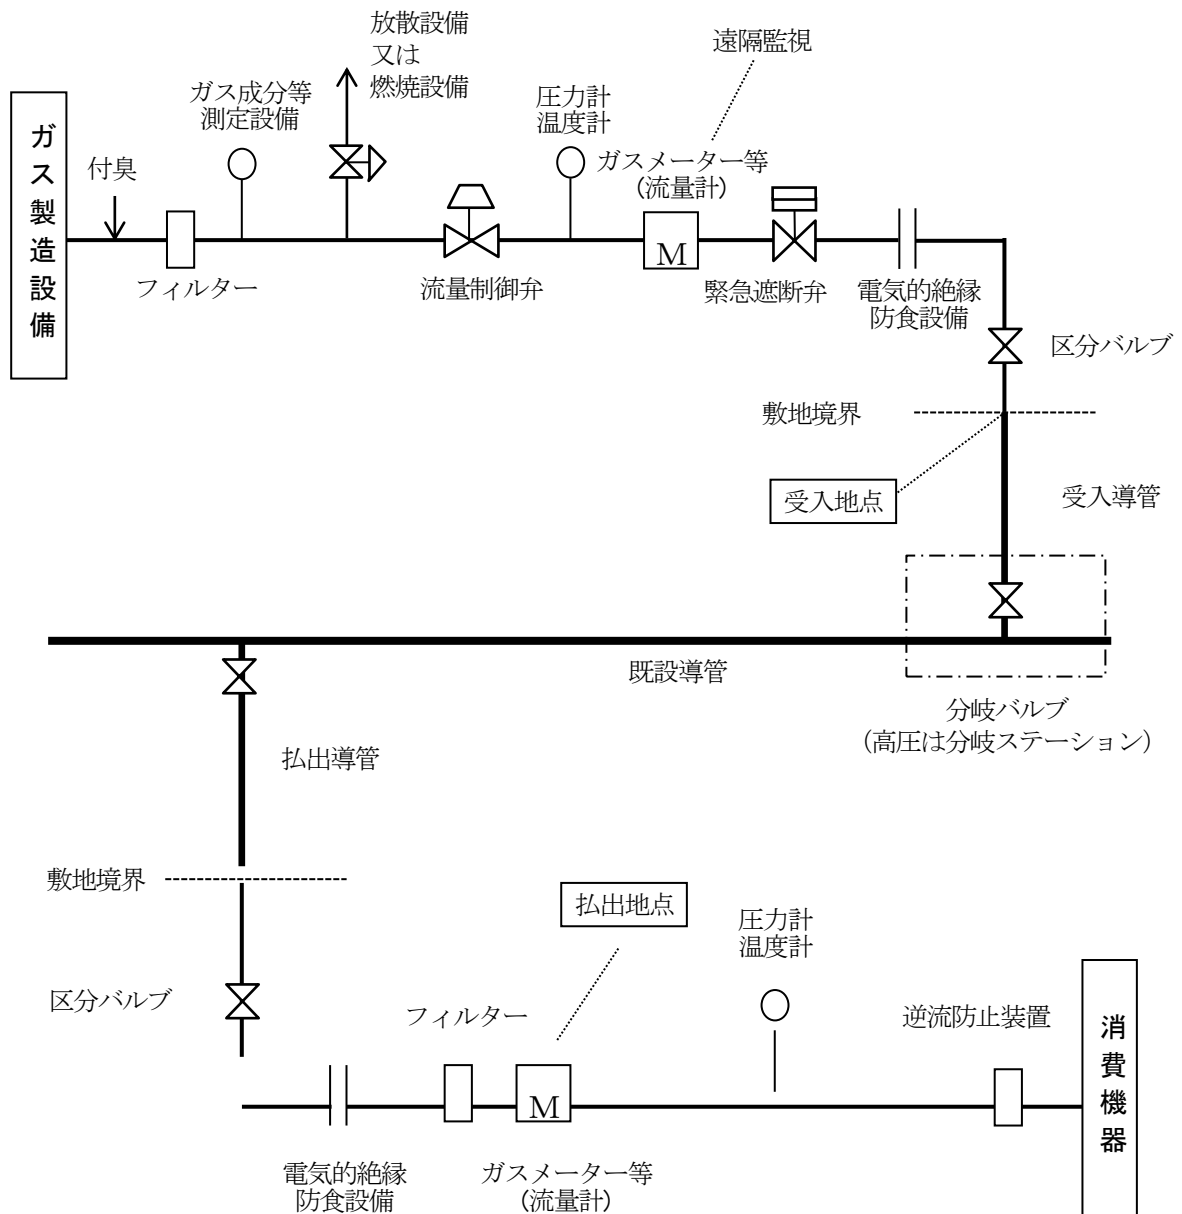 放散設備
又は
燃焼設備
遠隔監視
ガス成分等
測定設備
圧力計
温度計
ガス製造設備
付臭
ガスメーター等
(流量計)
M
フィルター
流量制御弁
緊急遮断弁
電気的絶縁
防食設備
区分バルブ
敷地境界
受入地点
受入導管
既設導管
分岐バルブ
(高圧は分岐ステーション)
払出導管
敷地境界
払出地点
圧力計
温度計
区分バルブ
フィルター
逆流防止装置
消費機器
M
電気的絶縁
防食設備
ガスメーター等
(流量計)